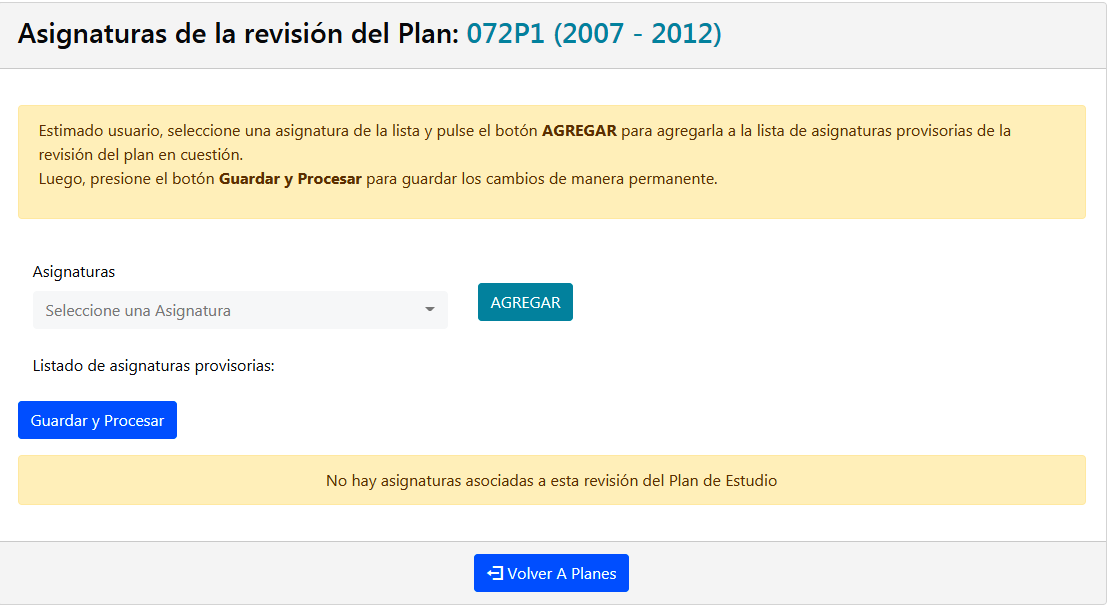 Asignaturas de la revisión del Plan: 072P1 (2007 - 2012)
Estimado usuario, seleccione una asignatura de la lista y pulse el botón AGREGAR para agregarla a la lista de asignaturas provisorias de la
revisión del plan en cuestión.
Luego, presione el botón Guardar y Procesar para guardar los cambios de manera permanente.
Asignaturas
Seleccione una Asignatura
AGREGAR
Listado de asignaturas provisorias:
Guardar y Procesar
No hay asignaturas asociadas a esta revisión del Plan de Estudio
Volver A Planes